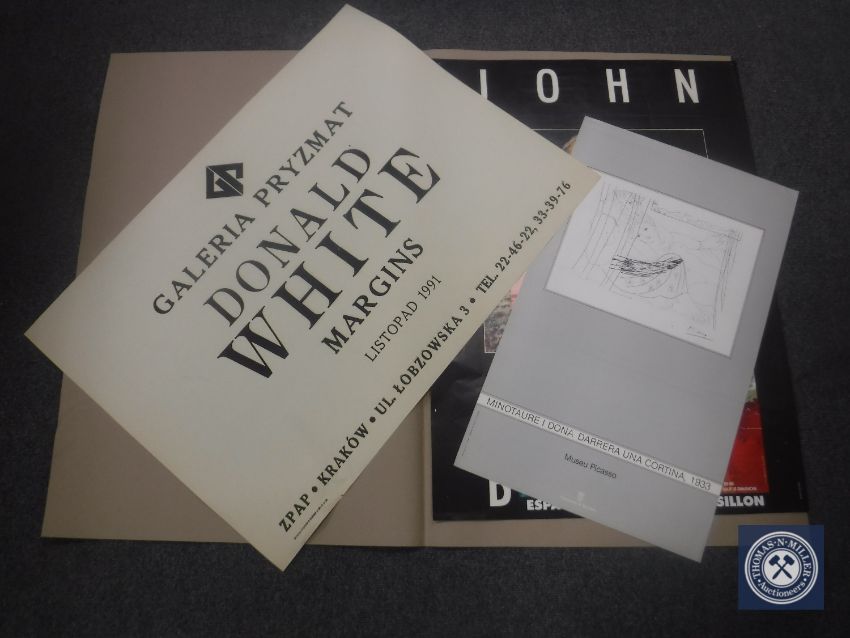 GALERIA PRYZMAT
DONALD
WHITE
MARGINS
LISTOPAD 1991
ZPAP • KRAKÓW • UL. ŁOBZOWSKA 3 • TEL. 22-46-22, 33-39-76
JOHN
D
ESPA
SILLON
MINOTAURE I DONA DARRERA UNA CORTINA, 1933
Museu Picasso
THOMAS•N•MILLER
Auctioneers